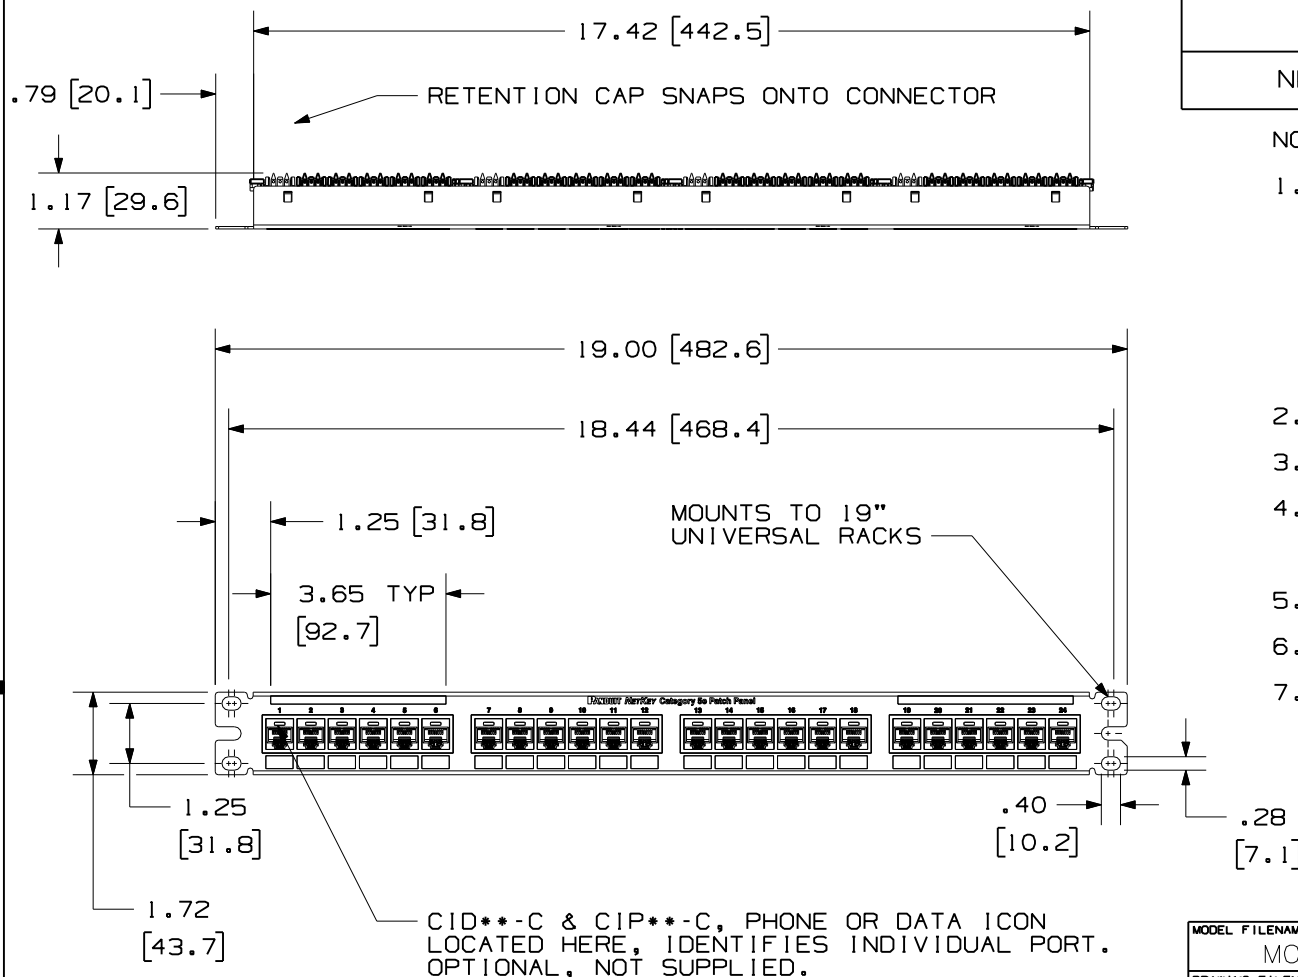 17.42 [442.5]
.79 [20.1]
RETENTION CAP SNAPS ONTO CONNECTOR
1.17 [29.6]
19.00 [482.6]
18.44 [468.4]
1.25 [31.8]
MOUNTS TO 19"
UNIVERSAL RACKS
3.65 TYP
[92.7]
PANDUIT NETKEY Category 5e Patch Panel
1 2 3 4 5 6 7 8 9 10 11 12 13 14 15 16 17 18 19 20 21 22 23 24
1.25
[31.8]
.40
[10.2]
.28
[7.1]
1.72
[43.7]
CID**-C & CIP**-C, PHONE OR DATA ICON
LOCATED HERE, IDENTIFIES INDIVIDUAL PORT.
OPTIONAL, NOT SUPPLIED.
1.
2.
3.
4.
5.
6.
7.
MODEL FILENAM
MC